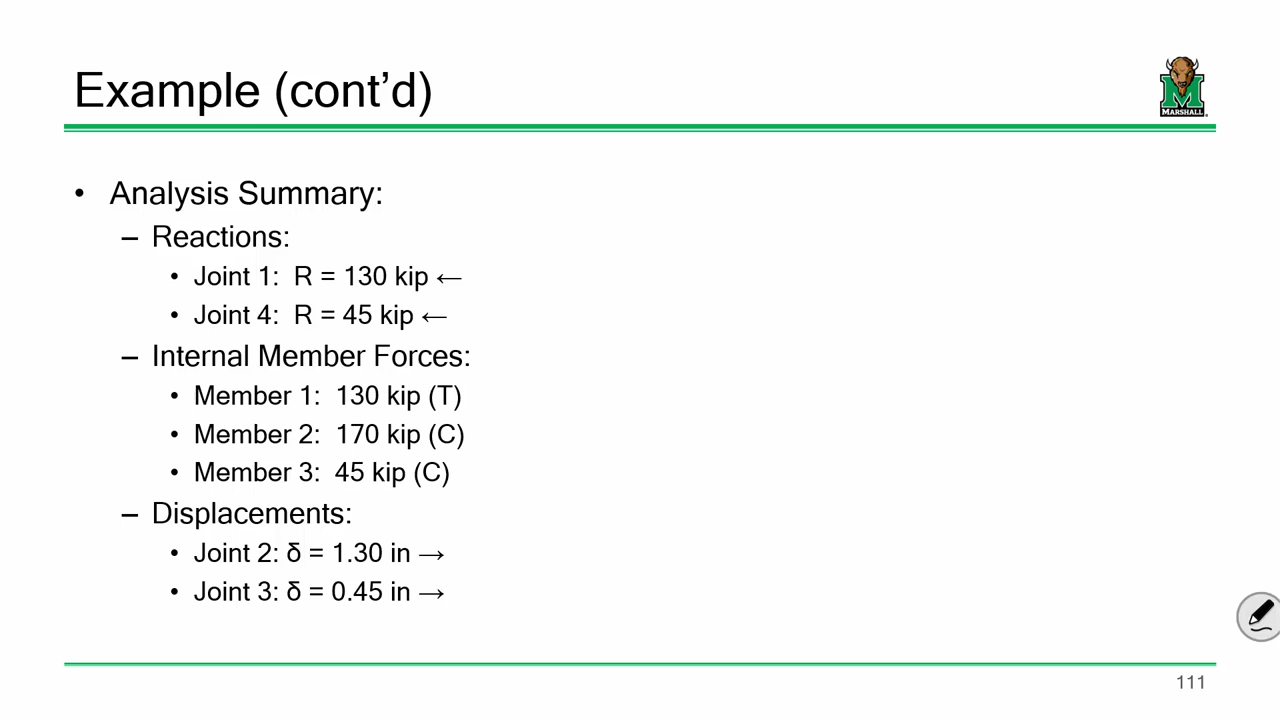 Example (cont’d)
MARSHALL
• Analysis Summary:
– Reactions:
• Joint 1:  R = 130 kip ←
• Joint 4:  R = 45 kip ←
– Internal Member Forces:
• Member 1:  130 kip (T)
• Member 2:  170 kip (C)
• Member 3:  45 kip (C)
– Displacements:
• Joint 2: δ = 1.30 in →
• Joint 3: δ = 0.45 in →
111